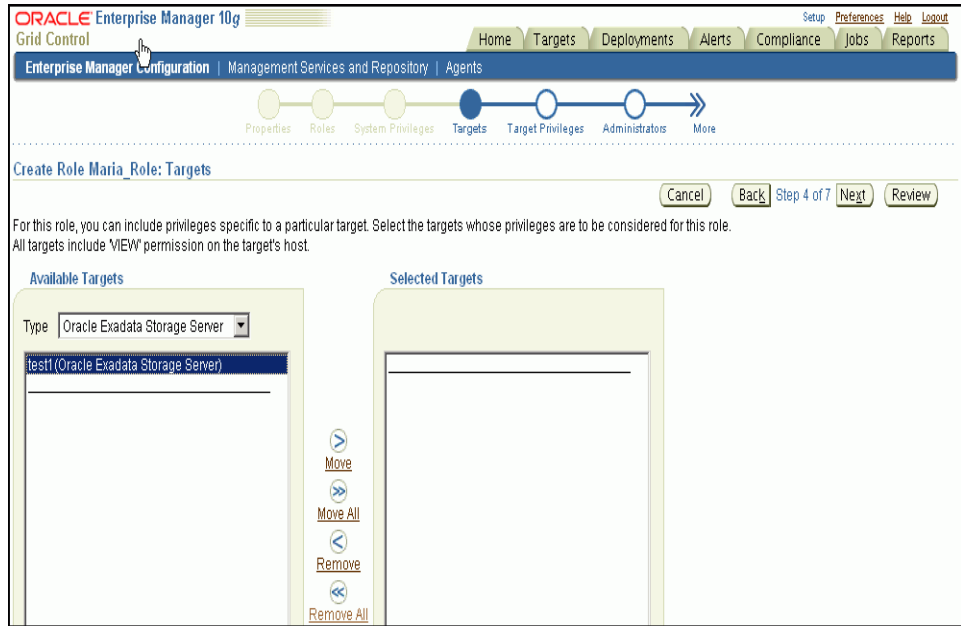 ORACLE Enterprise Manager 10g
Grid Control
Setup Preferences Help Logout
Home Targets Deployments Alerts Compliance Jobs Reports
Enterprise Manager Configuration | Management Services and Repository | Agents
Properties Roles System Privileges Targets Target Privileges Administrators More
Create Role Maria_Role: Targets
Cancel Back Step 4 of 7 Next Review
For this role, you can include privileges specific to a particular target. Select the targets whose privileges are to be considered for this role.
All targets include 'VIEW' permission on the target's host.
Available Targets
Selected Targets
Type Oracle Exadata Storage Server
test1(Oracle Exadata Storage Server)
Move
Move All
Remove
Remove All